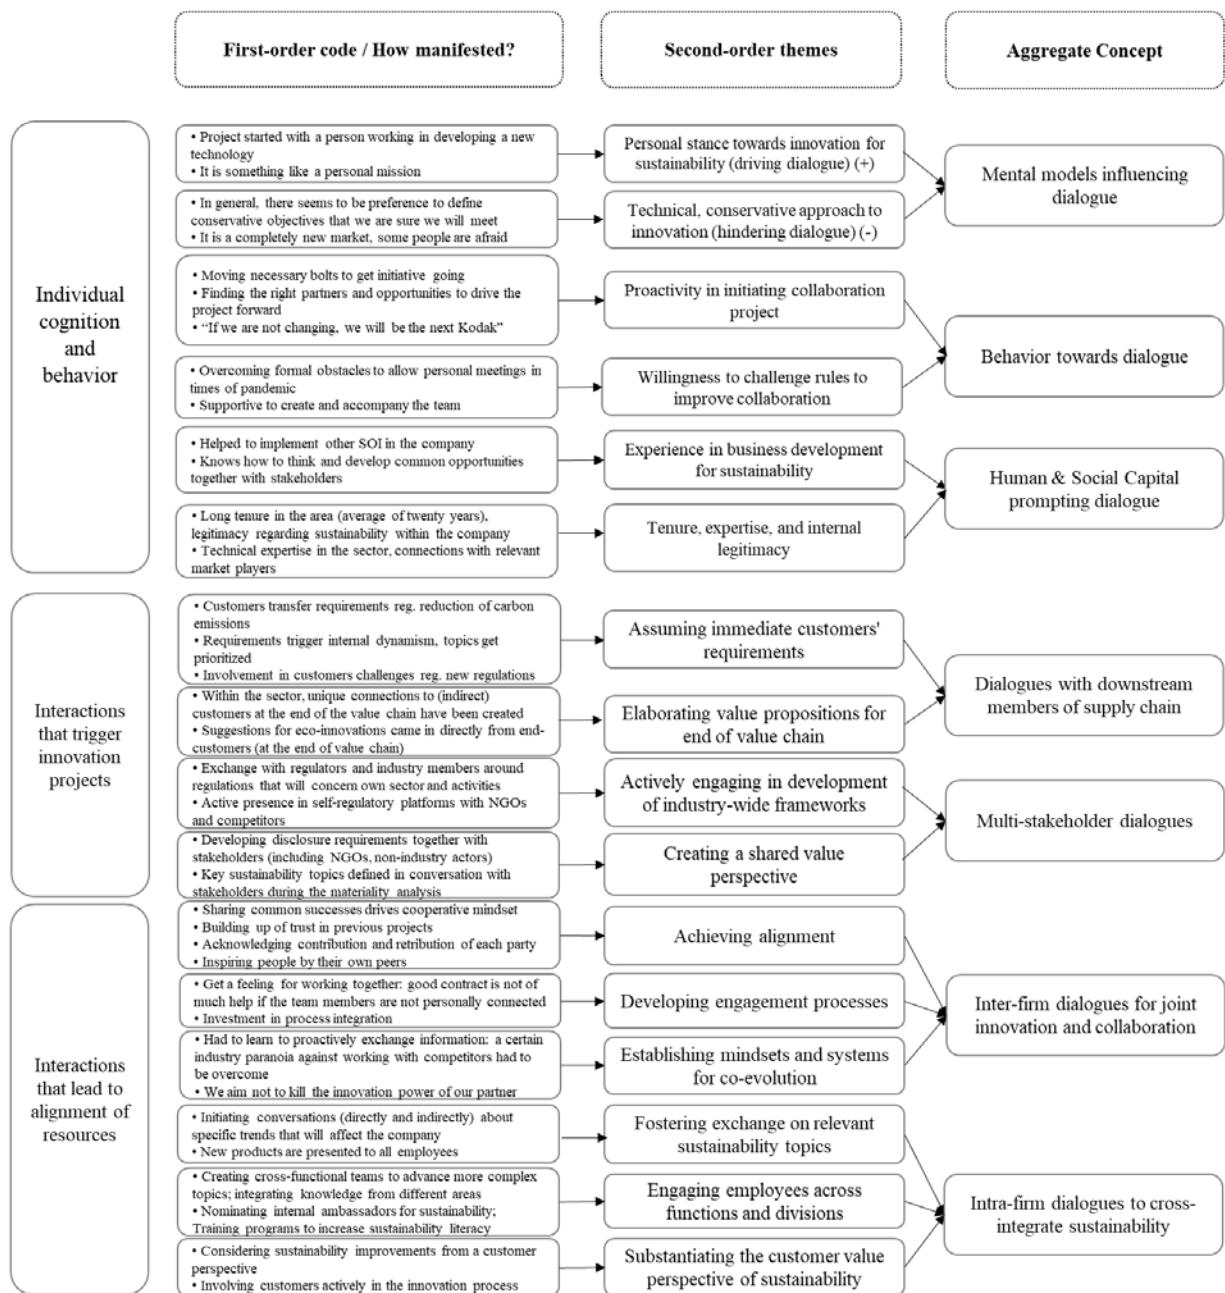 First-order code / How manifested?
Second-order themes
Aggregate Concept
Individual
cognition
and
behavior
• Project started with a person working in developing a new
technology
• It is something like a personal mission
Personal stance towards innovation for
sustainability (driving dialogue) (+)
Mental models influencing
dialogue
• In general, there seems to be preference to define
conservative objectives that we are sure we will meet
• It is a completely new market, some people are afraid
Technical, conservative approach to
innovation (hindering dialogue) (-)
• Moving necessary bolts to get initiative going
• Finding the right partners and opportunities to drive the
project forward
• “If we are not changing, we will be the next Kodak”
Proactivity in initiating collaboration
project
Behavior towards dialogue
• Overcoming formal obstacles to allow personal meetings in
times of pandemic
• Supportive to create and accompany the team
Willingness to challenge rules to
improve collaboration
• Helped to implement other SOI in the company
• Knows how to think and develop common opportunities
together with stakeholders
Experience in business development
for sustainability
Human & Social Capital
prompting dialogue
• Long tenure in the area (average of twenty years),
legitimacy regarding sustainability within the company
• Technical expertise in the sector, connections with relevant
market players
Tenure, expertise, and internal
legitimacy
Interactions
that trigger
innovation
projects
• Customers transfer requirements reg. reduction of carbon
emissions
• Requirements trigger internal dynamism, topics get
prioritized
• Involvement in customers challenges reg. new regulations
Assuming immediate customers'
requirements
Dialogues with downstream
members of supply chain
• Within the sector, unique connections to (indirect)
customers at the end of the value chain have been created
• Suggestions for eco-innovations came in directly from end-
customers (at the end of value chain)
Elaborating value propositions for
end of value chain
• Exchange with regulators and industry members around
regulations that will concern own sector and activities
• Active presence in self-regulatory platforms with NGOs
and competitors
Actively engaging in development
of industry-wide frameworks
Multi-stakeholder dialogues
• Developing disclosure requirements together with
stakeholders (including NGOs, non-industry actors)
• Key sustainability topics defined in conversation with
stakeholders during the materiality analysis
Creating a shared value
perspective
Interactions
that lead to
alignment of
resources
• Sharing common successes drives cooperative mindset
• Building up of trust in previous projects
• Acknowledging contribution and retribution of each party
• Inspiring people by their own peers
Achieving alignment
Inter-firm dialogues for joint
innovation and collaboration
• Get a feeling for working together: good contract is not of
much help if the team members are not personally connected
• Investment in process integration
Developing engagement processes
• Had to learn to proactively exchange information: a certain
industry paranoia against working with competitors had to
be overcome
• We aim not to kill the innovation power of our partner
Establishing mindsets and systems
for co-evolution
• Initiating conversations (directly and indirectly) about
specific trends that will affect the company
• New products are presented to all employees
Fostering exchange on relevant
sustainability topics
Intra-firm dialogues to cross-
integrate sustainability
• Creating cross-functional teams to advance more complex
topics; integrating knowledge from different areas
• Nominating internal ambassadors for sustainability;
Training programs to increase sustainability literacy
Engaging employees across
functions and divisions
• Considering sustainability improvements from a customer
perspective
• Involving customers actively in the innovation process
Substantiating the customer value
perspective of sustainability